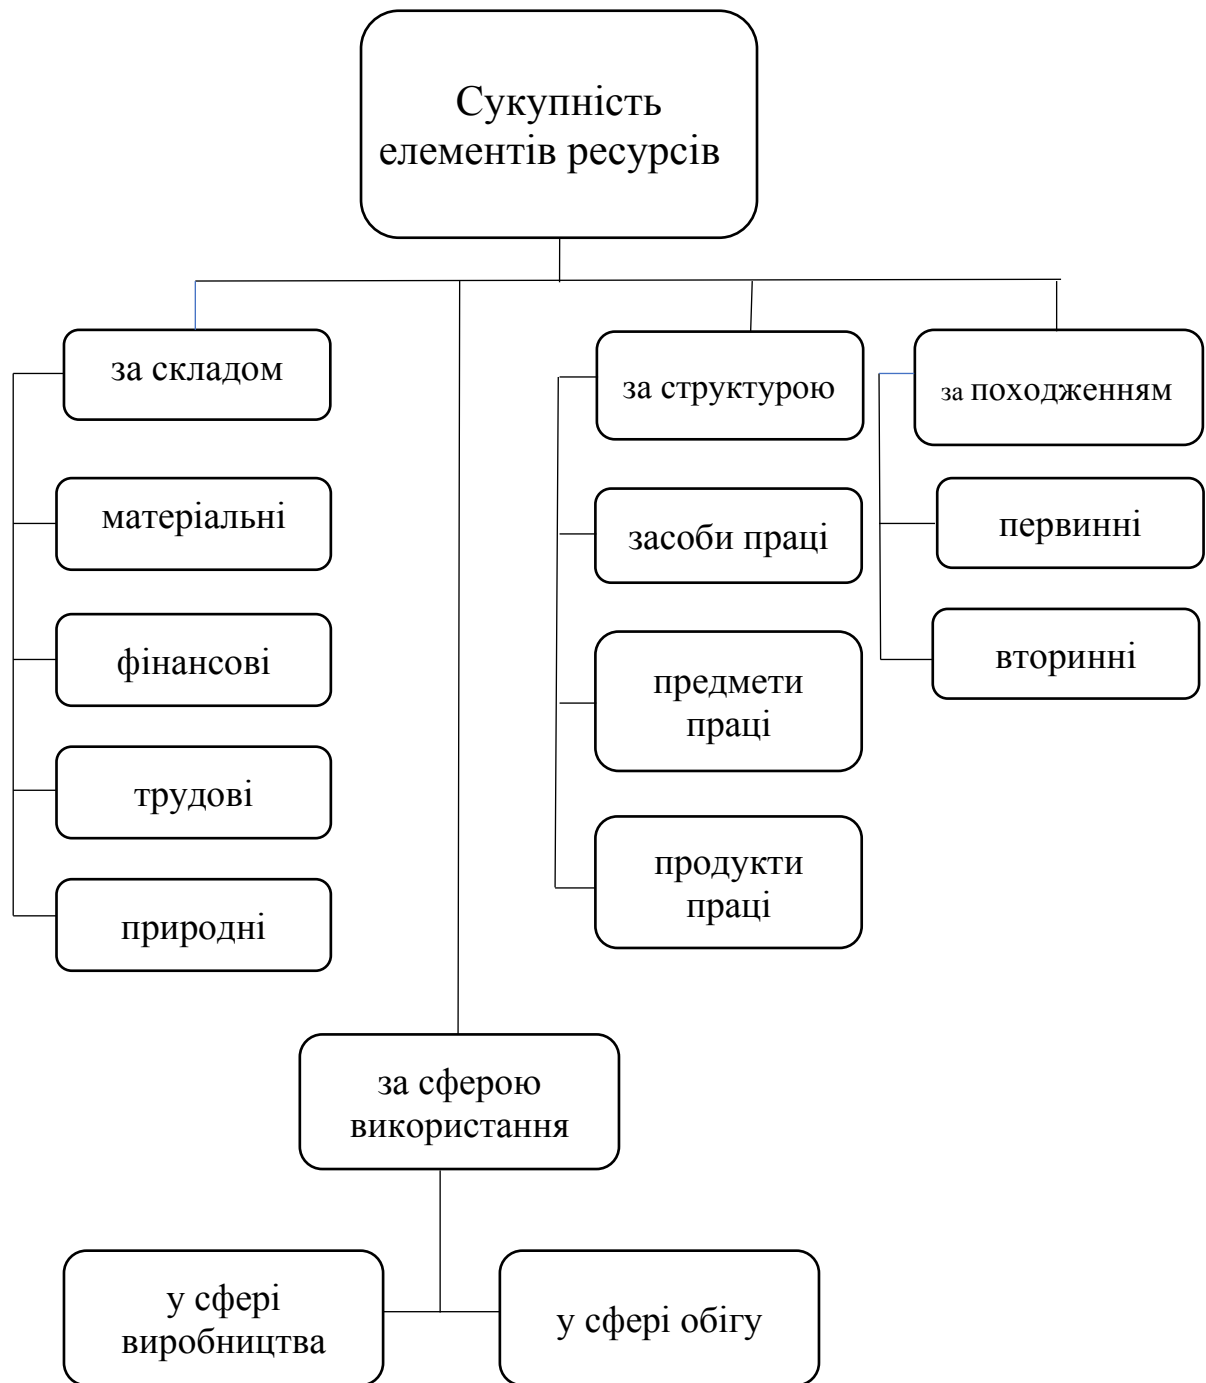 Сукупність
елементів ресурсів
за складом
матеріальні
фінансові
трудові
природні
за структурою
засоби праці
предмети
праці
продукти
праці
за походженням
первинні
вторинні
за сферою
використання
у сфері
виробництва
у сфері обігу